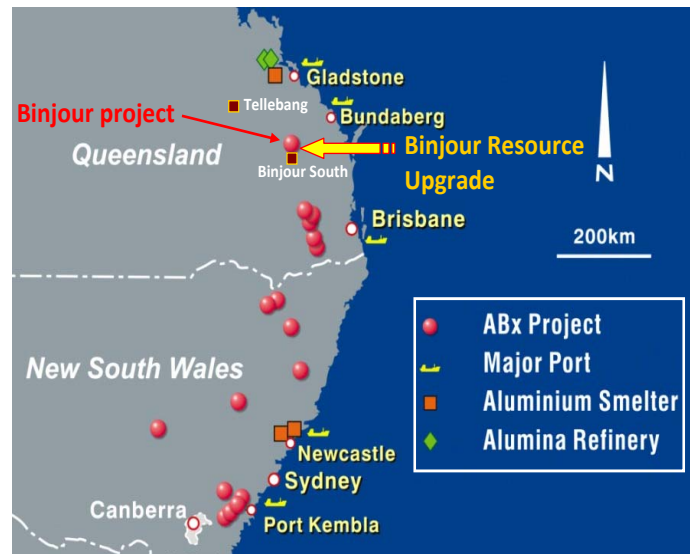 Gladstone
Tellebang
Binjour project
Bundaberg
Queensland
Binjour Resource
Upgrade
Binjour South
N
Brisbane
200km
ABx Project
Major Port
New South Wales
Aluminium Smelter
Alumina Refinery
Newcastle
Sydney
Canberra
Port Kembla